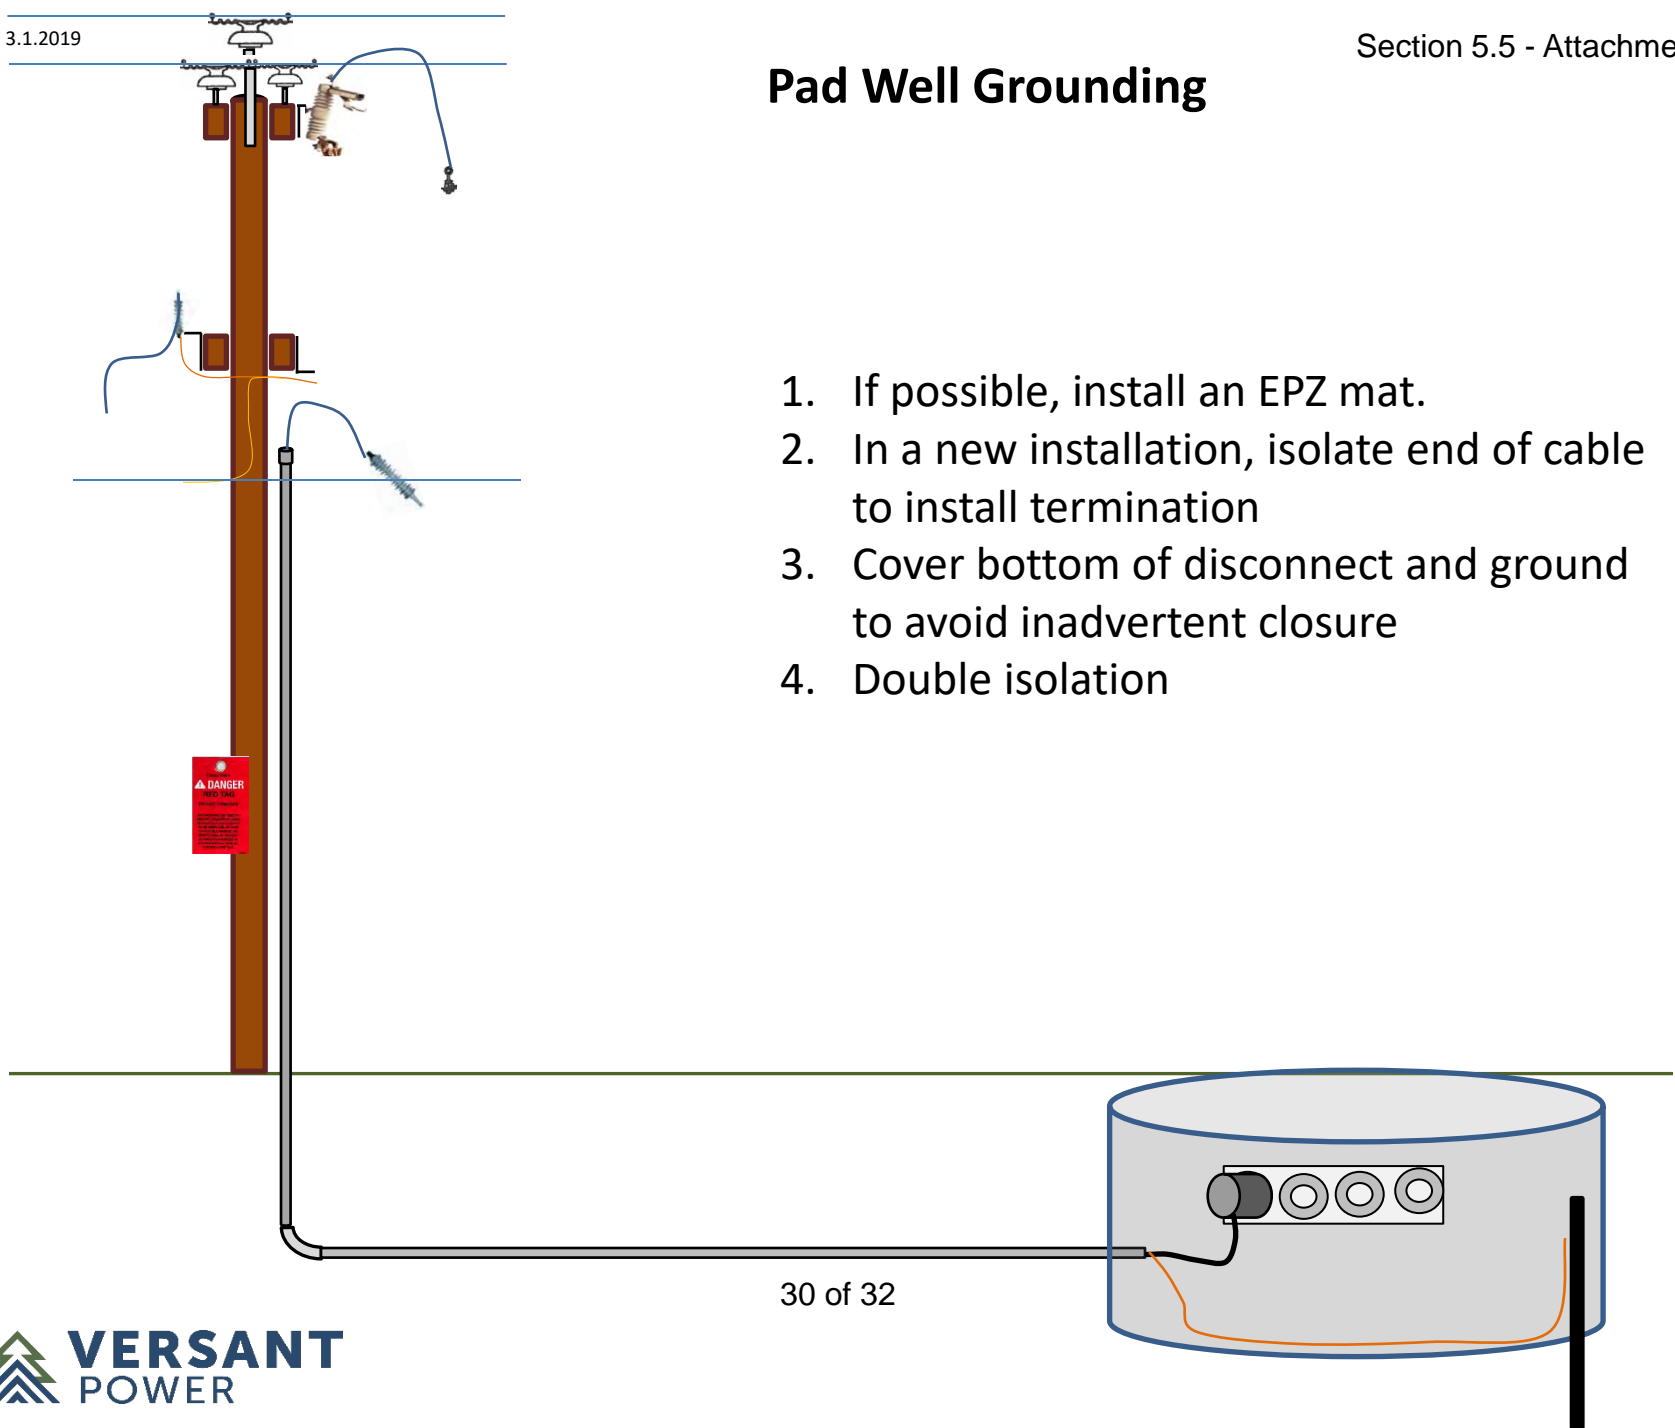 3.1.2019
Section 5.5 - Attachme
Pad Well Grounding
1. If possible, install an EPZ mat.
2. In a new installation, isolate end of cable
to install termination
3. Cover bottom of disconnect and ground
to avoid inadvertent closure
4. Double isolation
DANGER
RED TAG
30 of 32
VERSANT
POWER